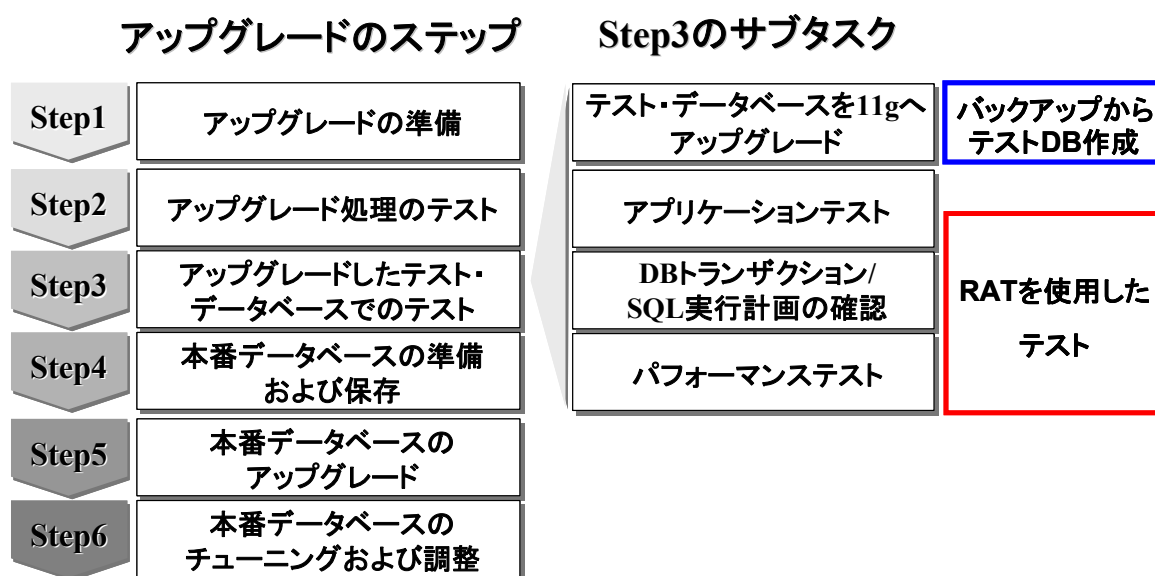 アップグレードのステップ
Step3のサブタスク
Step1
アップグレードの準備
Step2
アップグレード処理のテスト
Step3
アップグレードしたテスト・
データベースでのテスト
Step4
本番データベースの準備
および保存
Step5
本番データベースの
アップグレード
Step6
本番データベースの
チューニングおよび調整
テスト・データベースを11gへ
アップグレード
アプリケーションテスト
DBトランザクション/
SQL実行計画の確認
パフォーマンステスト
バックアップから
テストDB作成
RATを使用した
テスト